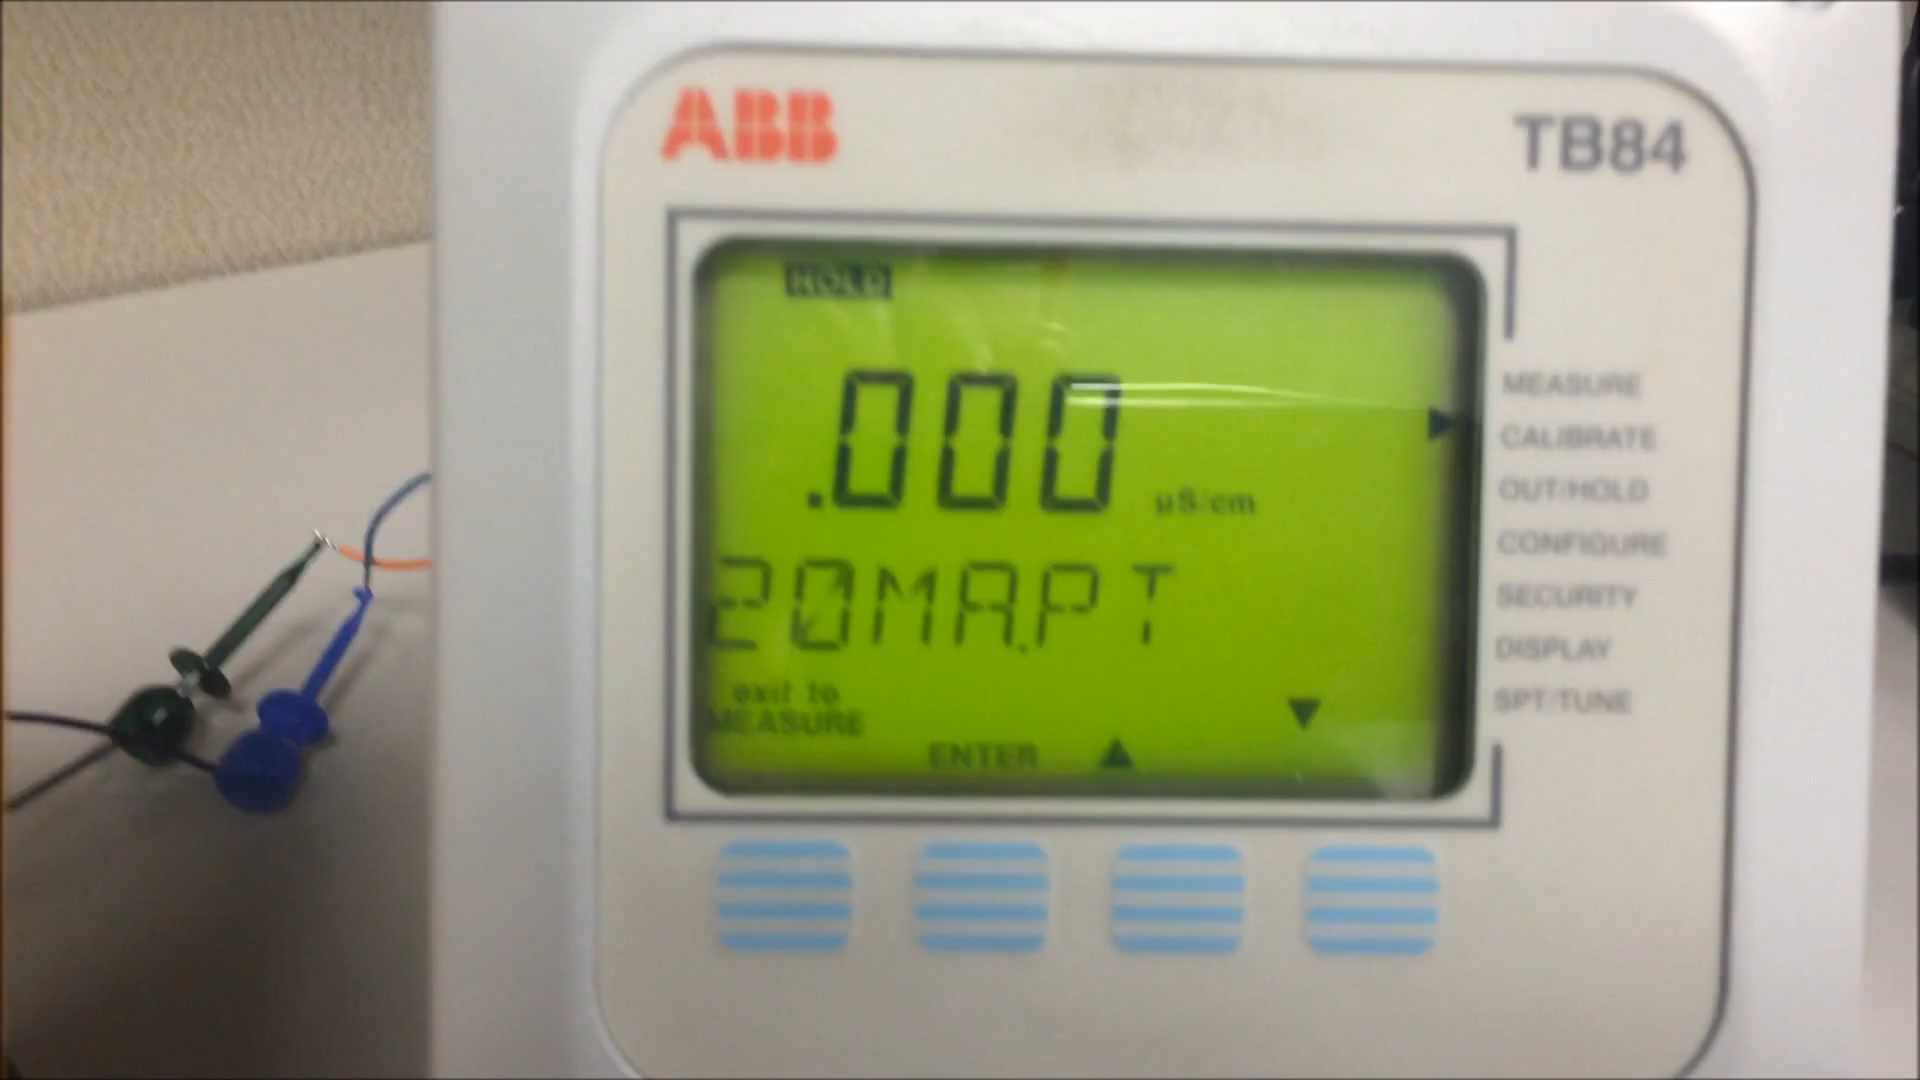 ABB
TB84
HOLD
.000 µS/cm
20MA.PT
exit to
MEASURE
ENTER
MEASURE
CALIBRATE
OUT/HOLD
CONFIGURE
SECURITY
DISPLAY
SPT/TUNE